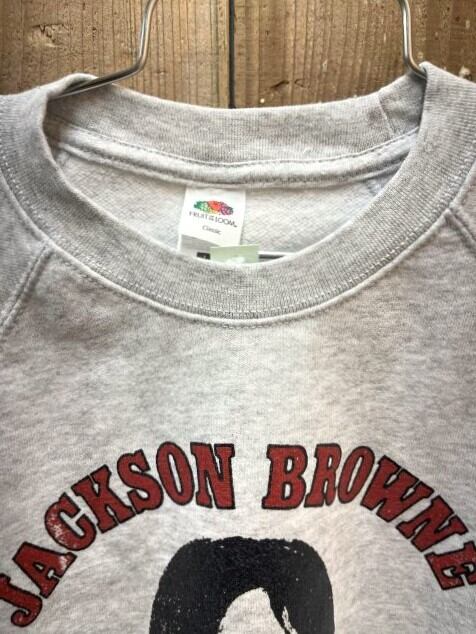 FRUIT OF THE LOOM.
Classic
JACKSON BROWNE